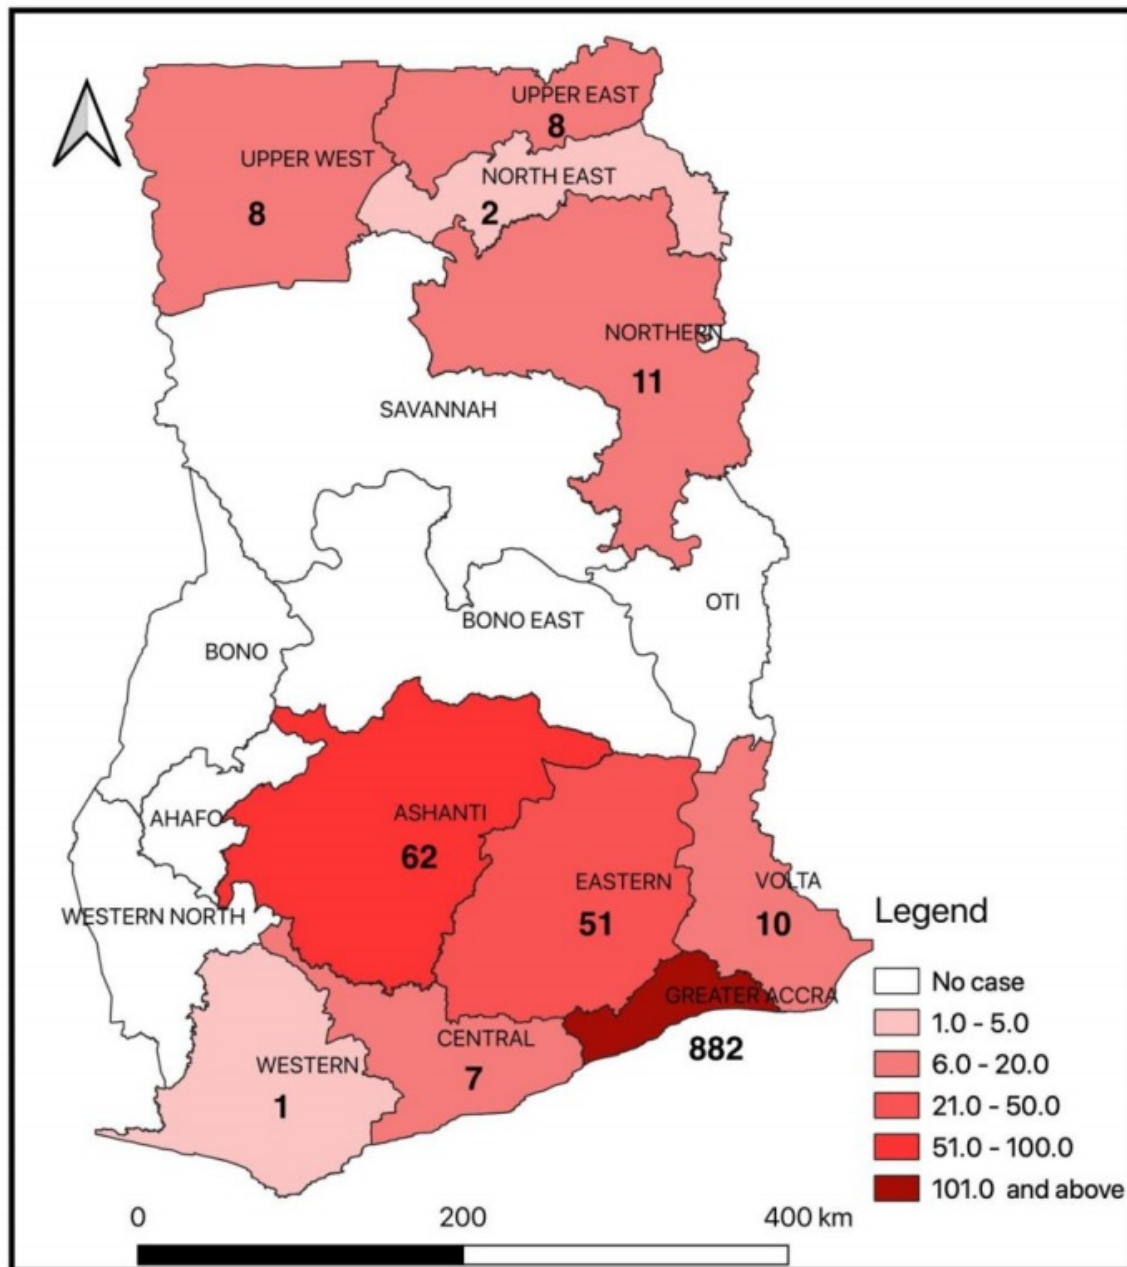 UPPER EAST
8
UPPER WEST
8
NORTH EAST
2
NORTHERN
11
SAVANNAH
OTI
BONO EAST
BONO
ASHANTI
62
AHAFO
EASTERN
51
VOLTA
10
WESTERN NORTH
GREATER ACCRA
882
CENTRAL
7
WESTERN
1
Legend
No case
1.0 - 5.0
6.0 - 20.0
21.0 - 50.0
51.0 - 100.0
101.0 and above
0 200 400 km